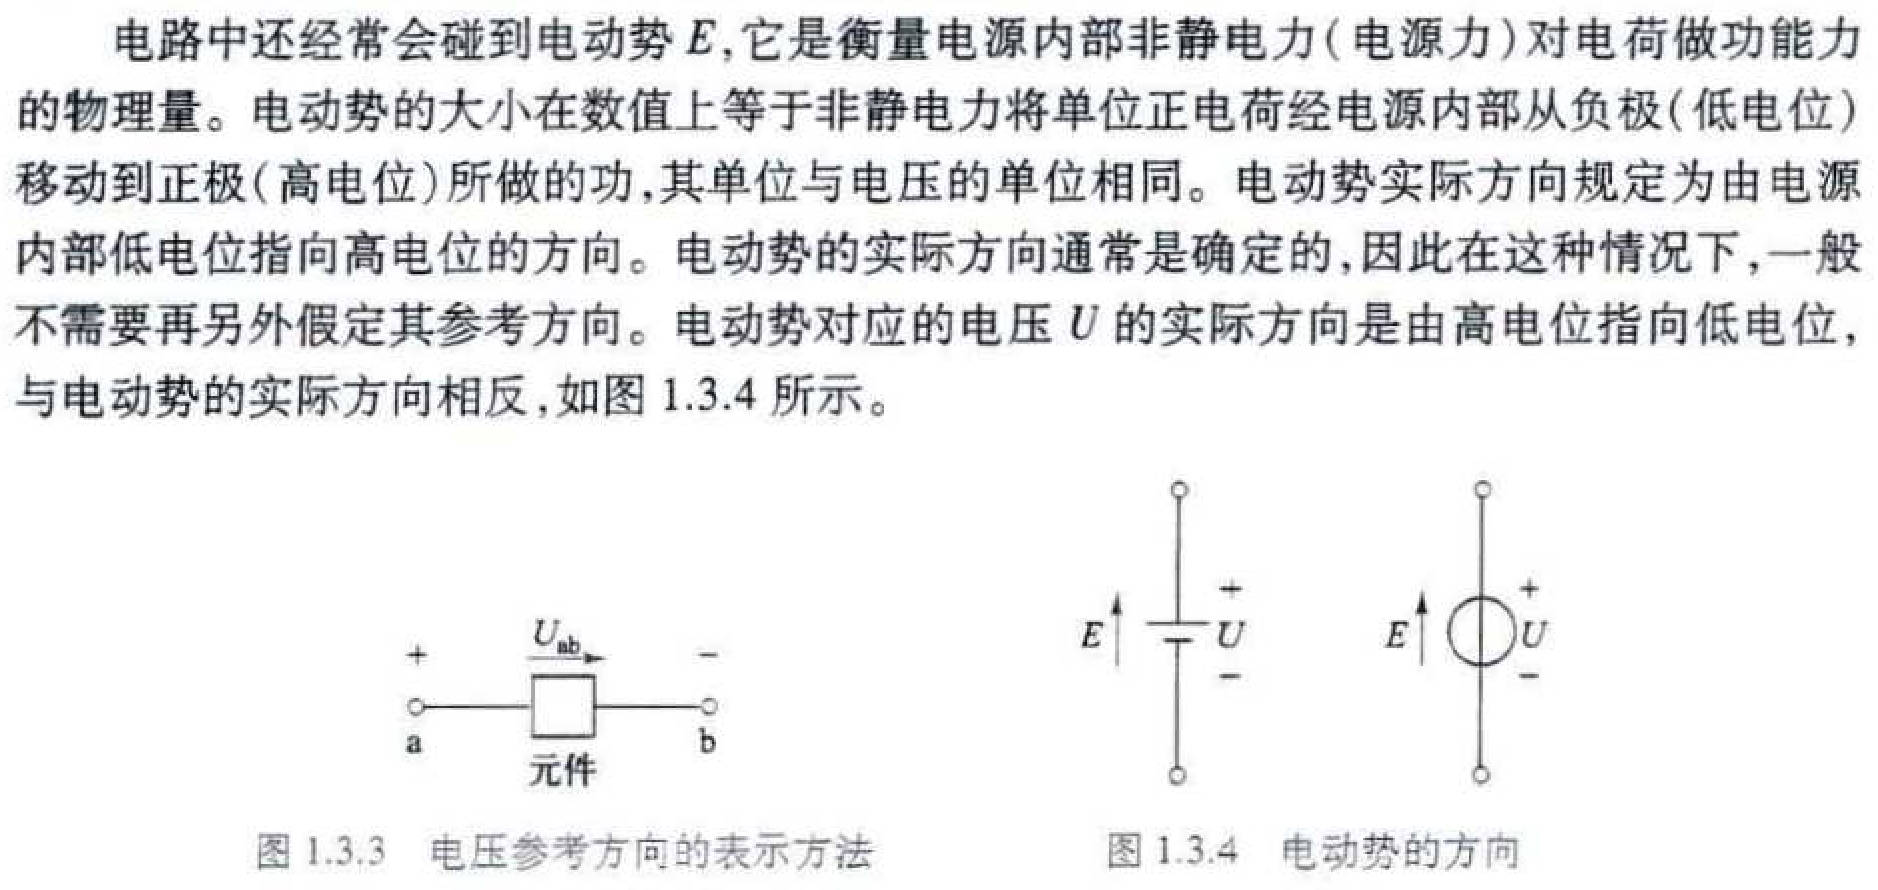 电路中还经常会碰到电动势 E,它是衡量电源内部非静电力(电源力)对电荷做功能力
的物理量。电动势的大小在数值上等于非静电力将单位正电荷经电源内部从负极(低电位)
移动到正极(高电位)所做的功,其单位与电压的单位相同。电动势实际方向规定为由电源
内部低电位指向高电位的方向。电动势的实际方向通常是确定的,因此在这种情况下,一般
不需要再另外假定其参考方向。电动势对应的电压 U 的实际方向是由高电位指向低电位,
与电动势的实际方向相反,如图 1.3.4 所示。
+ Uab −
a b
元件
图 1.3.3 电压参考方向的表示方法
+
E U
−
+
E U
−
图 1.3.4 电动势的方向